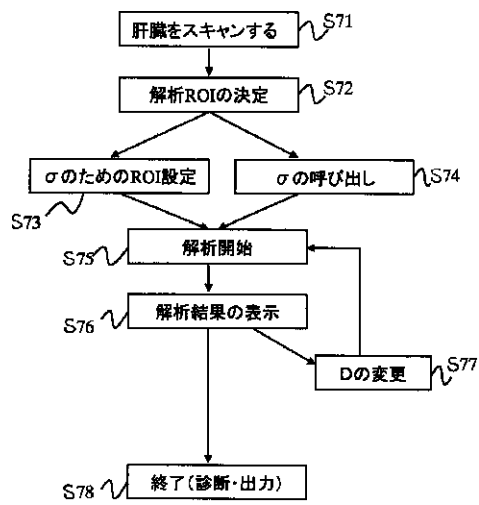 肝臓をスキャンする
S71
解析ROIの決定
S72
σのためのROI設定
S73
σの呼び出し
S74
解析開始
S75
解析結果の表示
S76
Dの変更
S77
終了(診断・出力)
S78